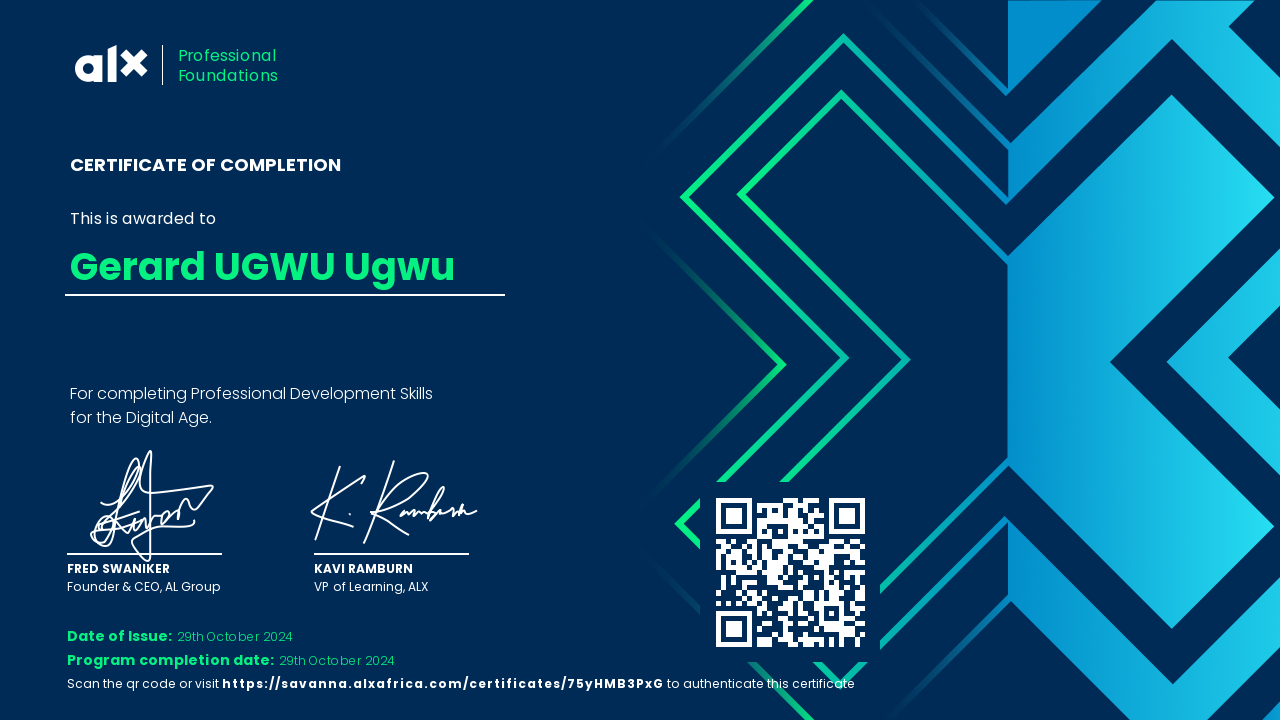 alx
Professional
Foundations
CERTIFICATE OF COMPLETION
This is awarded to
Gerard UGWU Ugwu
For completing Professional Development Skills
for the Digital Age.
K. Ramburn
FRED SWANIKER
Founder & CEO, AL Group
KAVI RAMBURN
VP of Learning, ALX
Date of Issue: 29th October 2024
Program completion date: 29th October 2024
Scan the qr code or visit https://savanna.alxafrica.com/certificates/75yHMB3PxG to authenticate this certificate